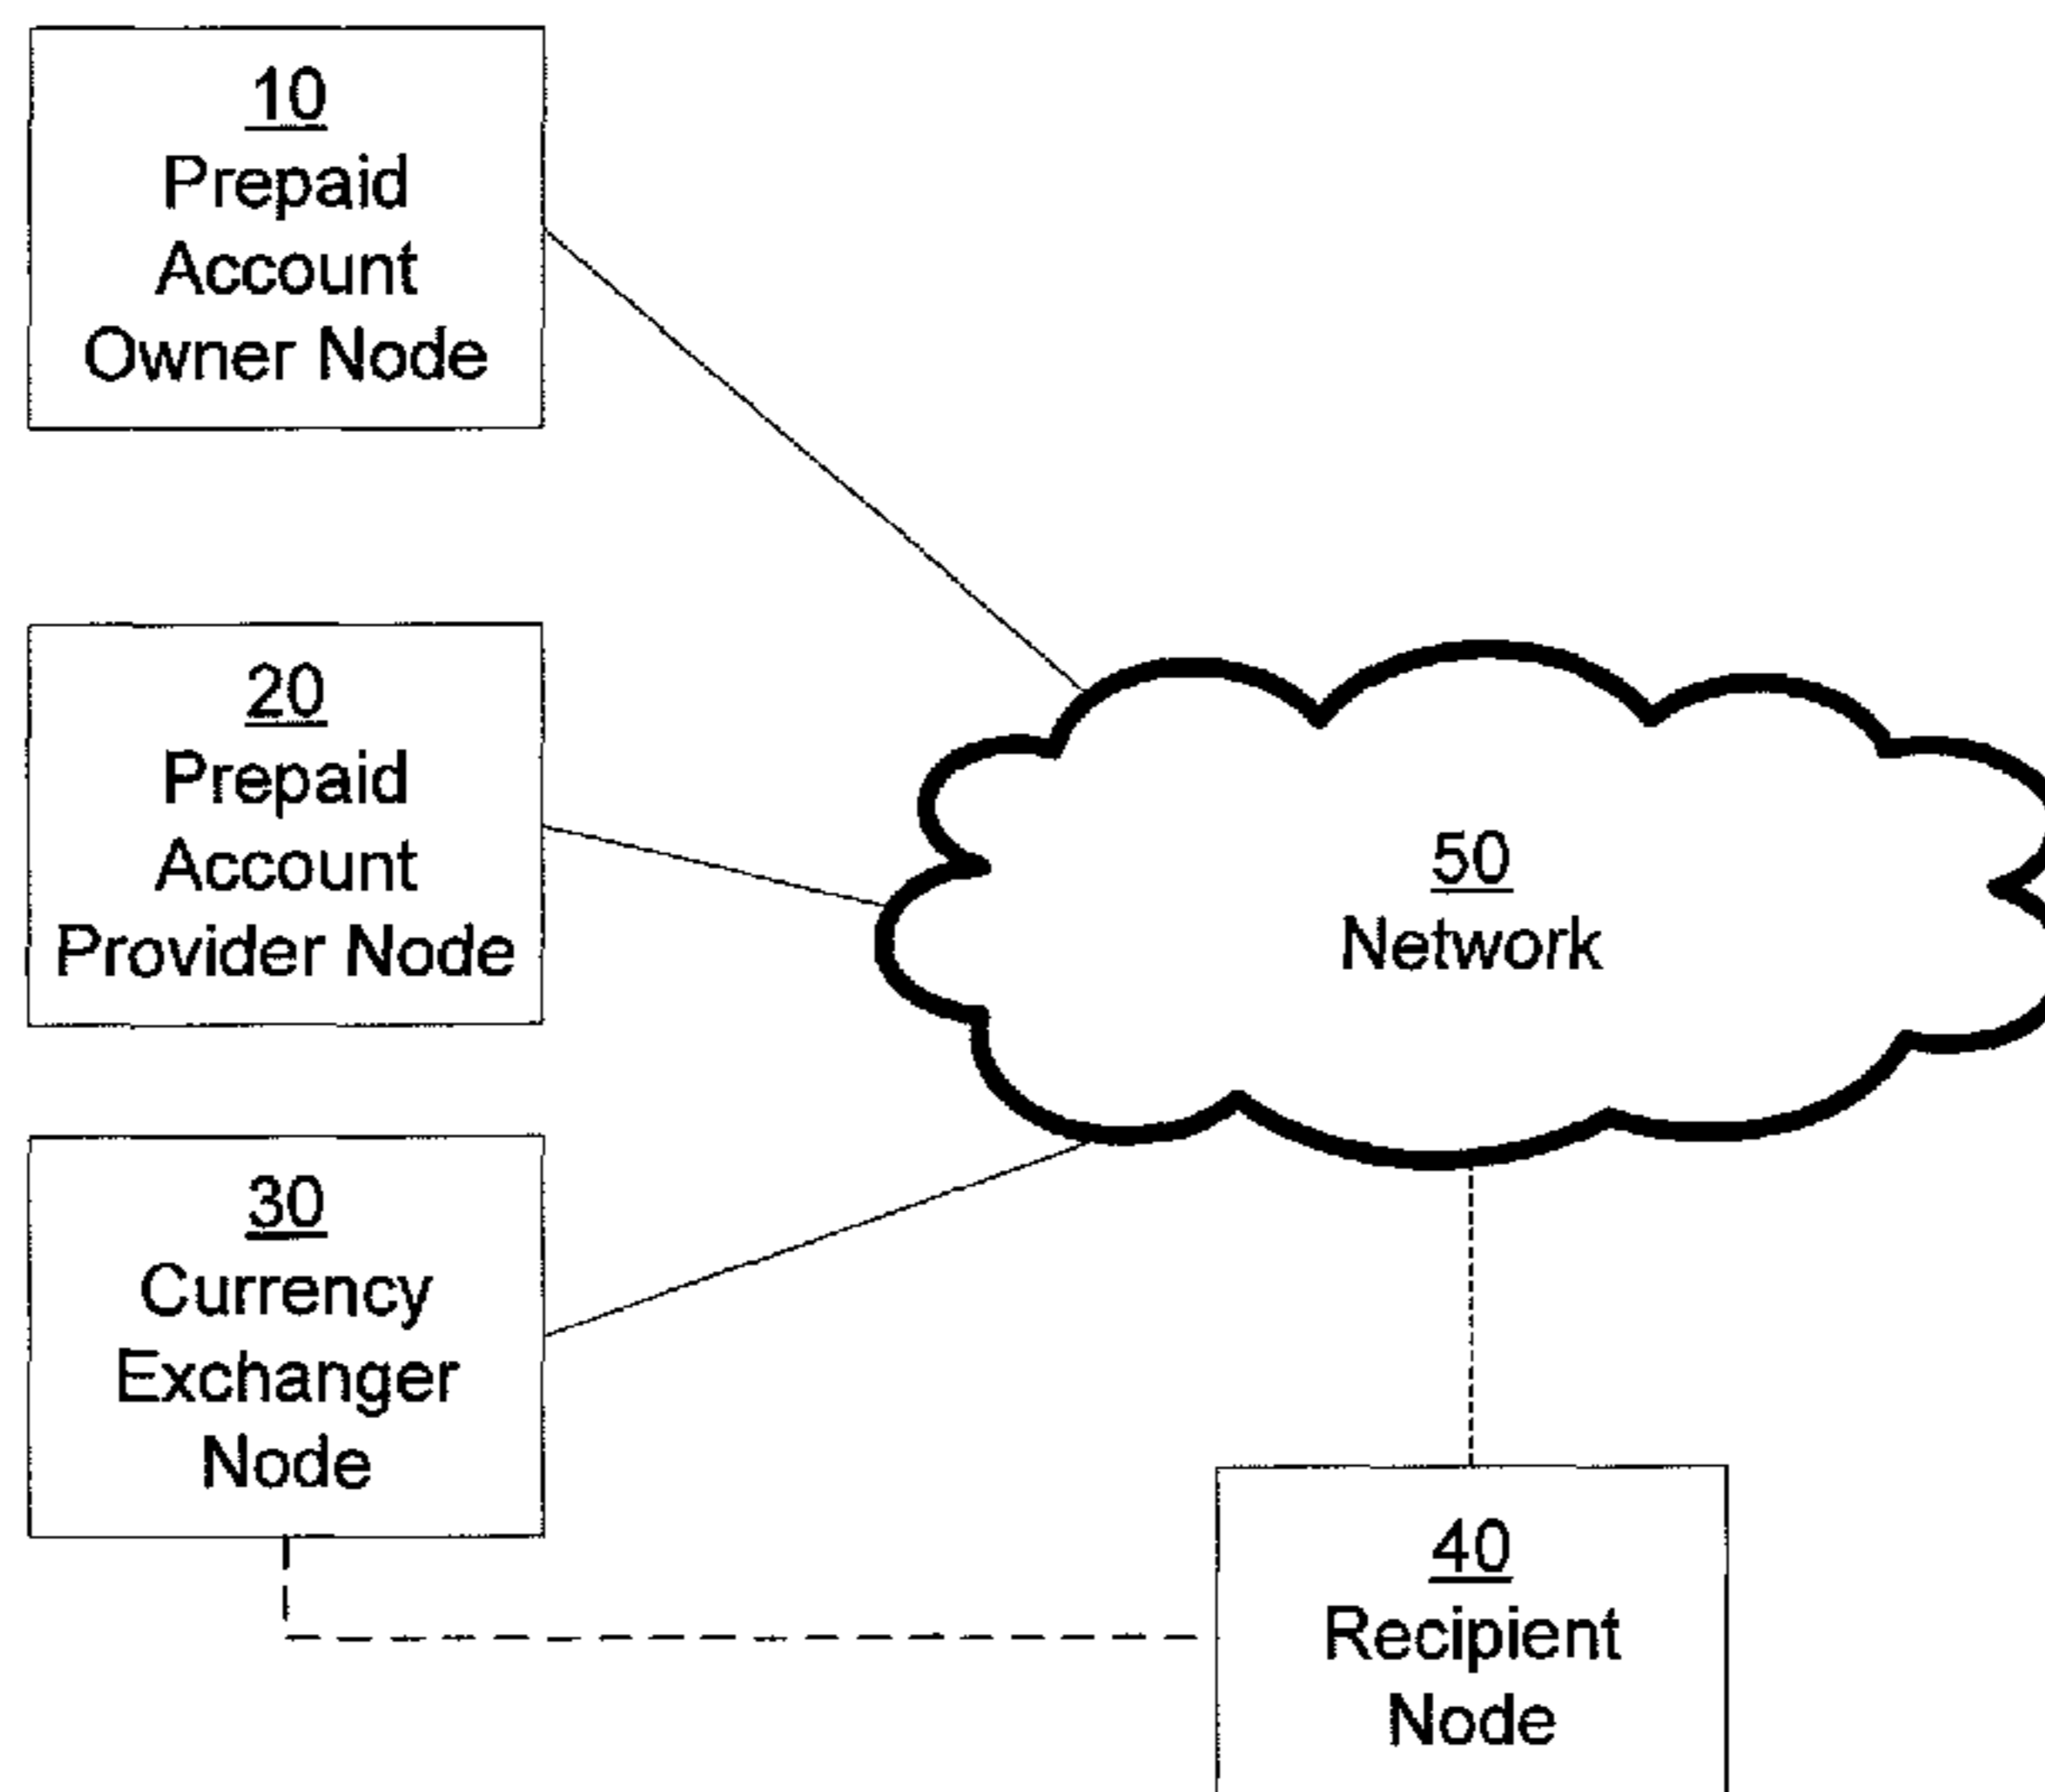 10
Prepaid
Account
Owner Node
20
Prepaid
Account
Provider Node
50
Network
30
Currency
Exchanger
Node
40
Recipient
Node